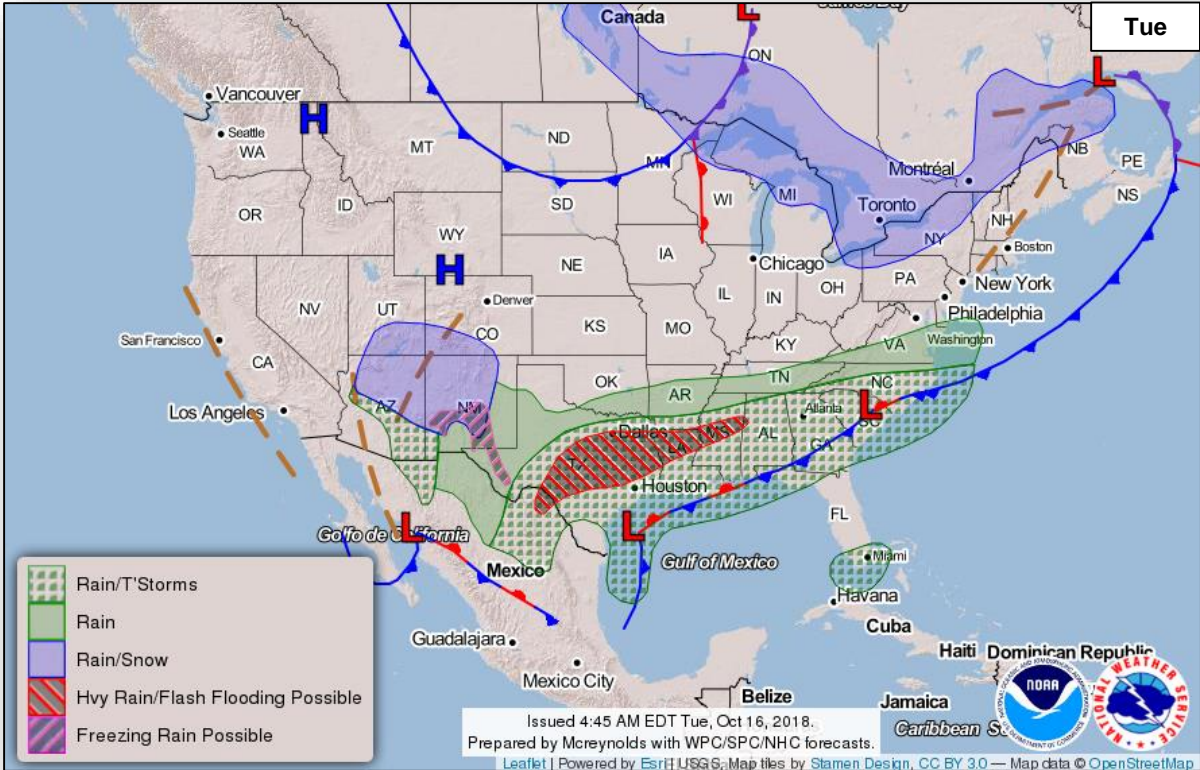 Canada
James Bay
Tue
L
ON
L
Vancouver
H
Seattle
WA
MT
ND
MN
Montréal
NB
PE
NS
OR
ID
SD
WI
MI
Toronto
NH
NY
Boston
WY
H
NE
IA
Chicago
PA
New York
NV
UT
Denver
CO
KS
IL
IN
OH
Philadelphia
San Francisco
CA
MO
KY
VA
Washington
Los Angeles
AZ
NM
OK
AR
TN
NC
Atlanta
L
SC
Dallas
TX
LA
MS
AL
GA
Houston
FL
Golfo de California
L
L
Gulf of Mexico
Miami
Mexico
Havana
Cuba
Guadalajara
Haiti
Dominican Republic
Mexico City
Belize
Jamaica
Caribbean S
Rain/T'Storms
Rain
Rain/Snow
Hvy Rain/Flash Flooding Possible
Freezing Rain Possible
NOAA
NATIONAL WEATHER SERVICE
Issued 4:45 AM EDT Tue, Oct 16, 2018.
Prepared by Mcreynolds with WPC/SPC/NHC forecasts.
Leaflet | Powered by Esri | USGS, Map tiles by Stamen Design, CC BY 3.0 — Map data © OpenStreetMap